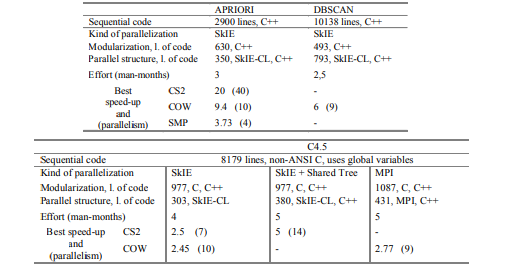 APRIORI DBSCAN
Sequential code 2900 lines, C++ 10138 lines, C++
Kind of parallelization SkIE SkIE
Modularization, l. of code 630, C++ 493, C++
Parallel structure, l. of code 350, SkIE-CL, C++ 793, SkIE-CL, C++
Effort (man-months) 3 2,5
Best CS2 20 (40) -
speed-up
and COW 9.4 (10) 6 (9)
(parallelism) SMP 3.73 (4) -
C4.5
Sequential code 8179 lines, non-ANSI C, uses global variables
Kind of parallelization SkIE SkIE + Shared Tree MPI
Modularization, l. of code 977, C, C++ 977, C, C++ 1087, C, C++
Parallel structure, l. of code 303, SkIE-CL 380, SkIE-CL, C++ 431, MPI, C++
Effort (man-months) 4 5 5
Best speed-up CS2 2.5 (7) 5 (14) -
and
(parallelism) COW 2.45 (10) - 2.77 (9)